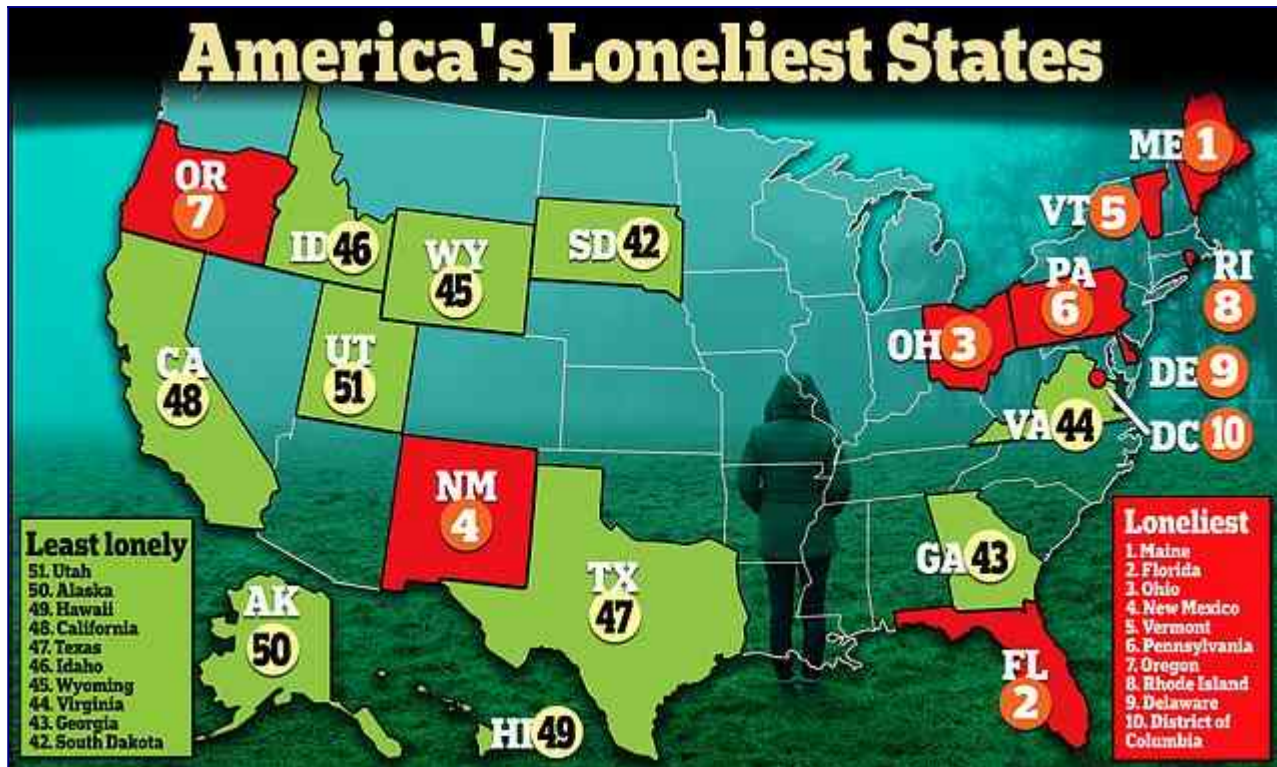 America's Loneliest States
ME 1
OR 7
VT 5
ID 46
WY 45
SD 42
PA 6
RI 8
OH 3
CA 48
UT 51
DE 9
VA 44
DC 10
NM 4
TX 47
GA 43
AK 50
HI 49
FL 2
Least lonely
51. Utah
50. Alaska
49. Hawaii
48. California
47. Texas
46. Idaho
45. Wyoming
44. Virginia
43. Georgia
42. South Dakota
Loneliest
1. Maine
2. Florida
3. Ohio
4. New Mexico
5. Vermont
6. Pennsylvania
7. Oregon
8. Rhode Island
9. Delaware
10. District of
Columbia